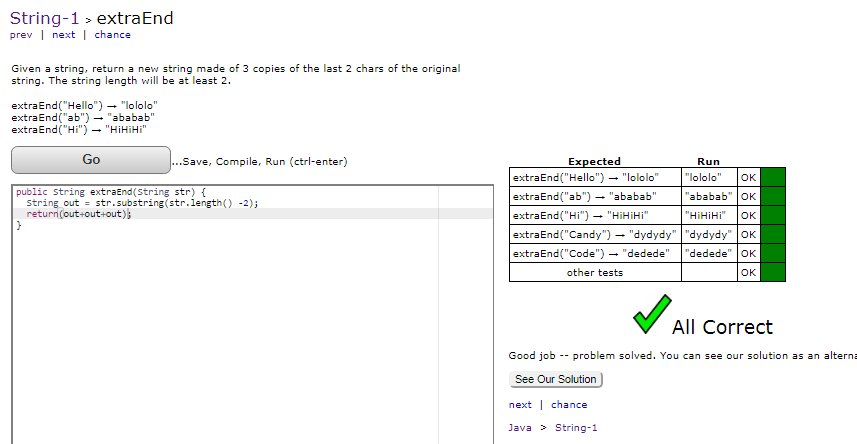 String-1 > extraEnd
prev | next | chance
Given a string, return a new string made of 3 copies of the last 2 chars of the original
string. The string length will be at least 2.
extraEnd("Hello") → "lololo"
extraEnd("ab") → "ababab"
extraEnd("Hi") → "HiHiHi"
Go
...Save, Compile, Run (ctrl-enter)
public String extraEnd(String str) {
String out = str.substring(str.length() -2);
return(out+out+out);
}
Expected Run
extraEnd("Hello") → "lololo" "lololo" OK
extraEnd("ab") → "ababab" "ababab" OK
extraEnd("Hi") → "HiHiHi" "HiHiHi" OK
extraEnd("Candy") → "dydydy" "dydydy" OK
extraEnd("Code") → "dedede" "dedede" OK
other tests OK
All Correct
Good job -- problem solved. You can see our solution as an alterna
See Our Solution
next | chance
Java > String-1